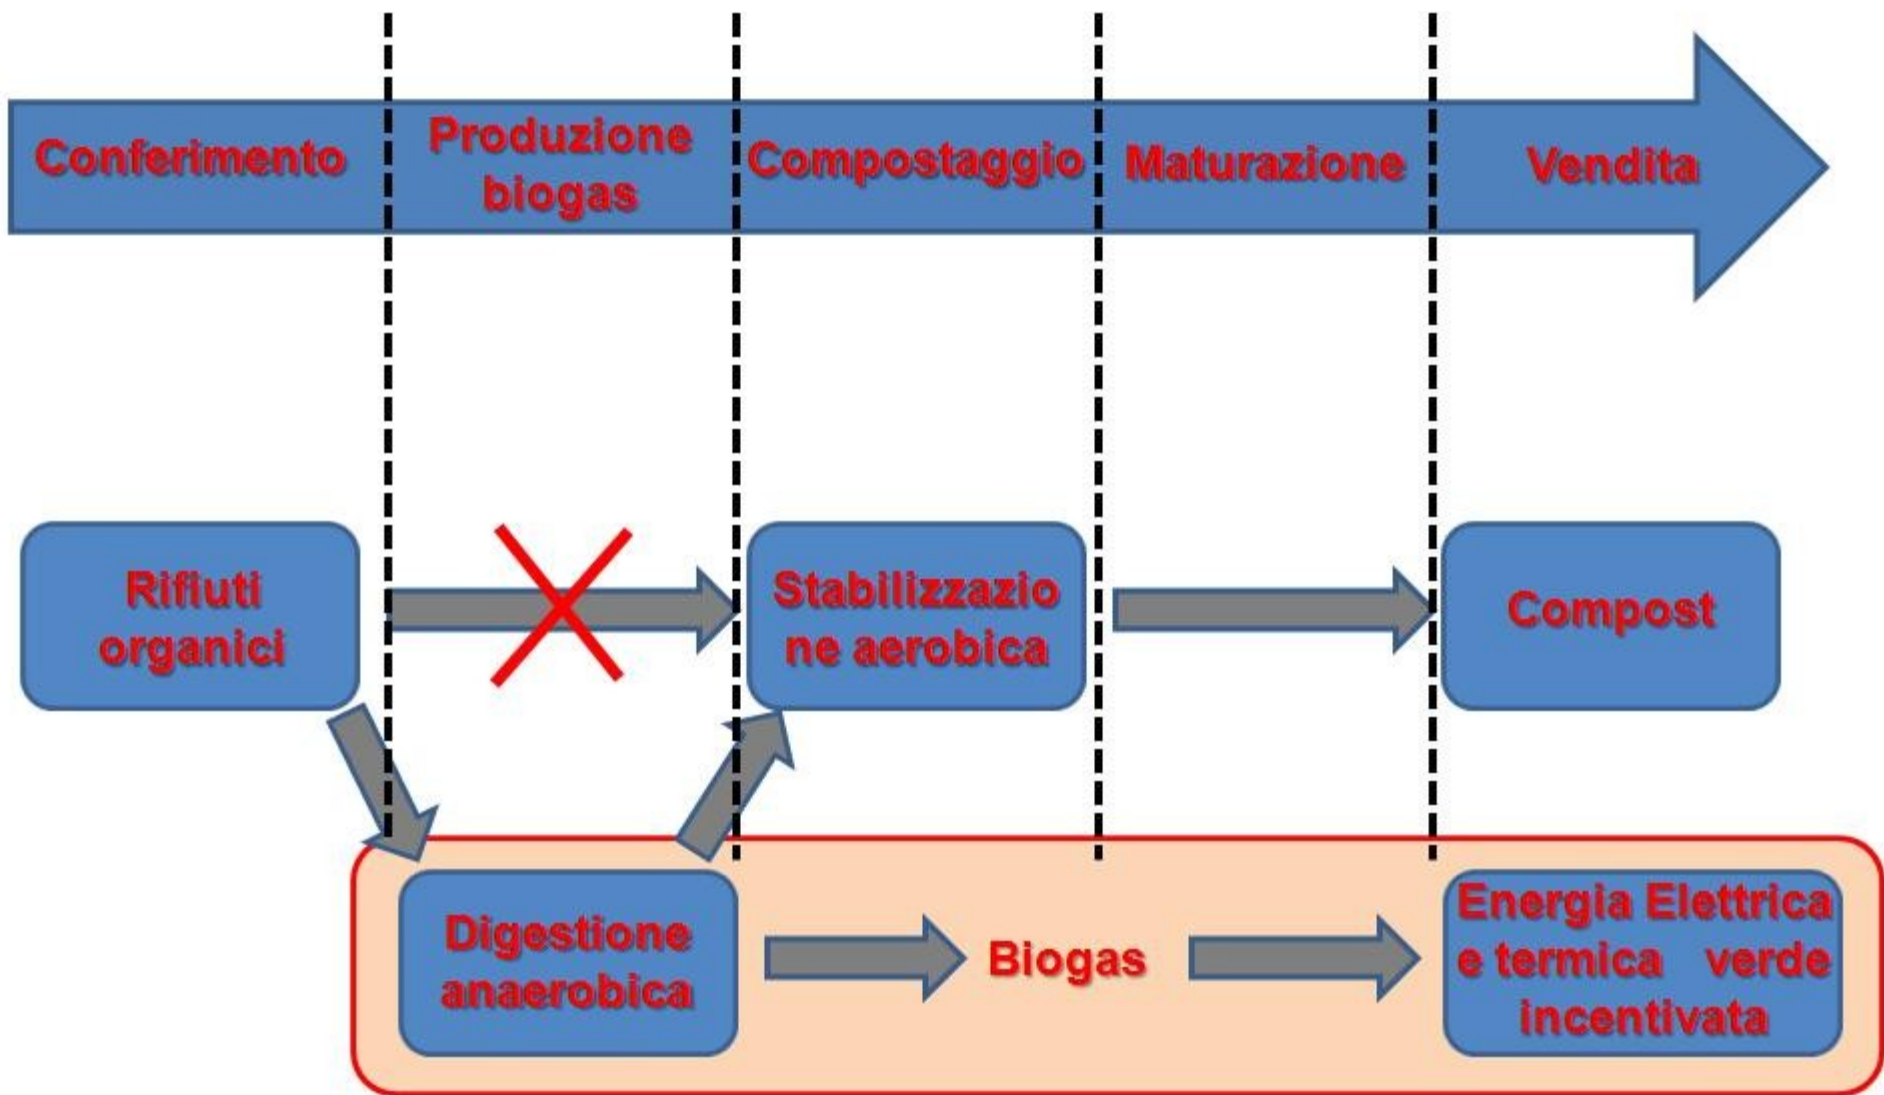 Conferimento
Produzione
biogas
Compostaggio
Maturazione
Vendita
Rifiuti
organici
Stabilizzazio
ne aerobica
Compost
Digestione
anaerobica
Biogas
Energia Elettrica
e termica verde
incentivata